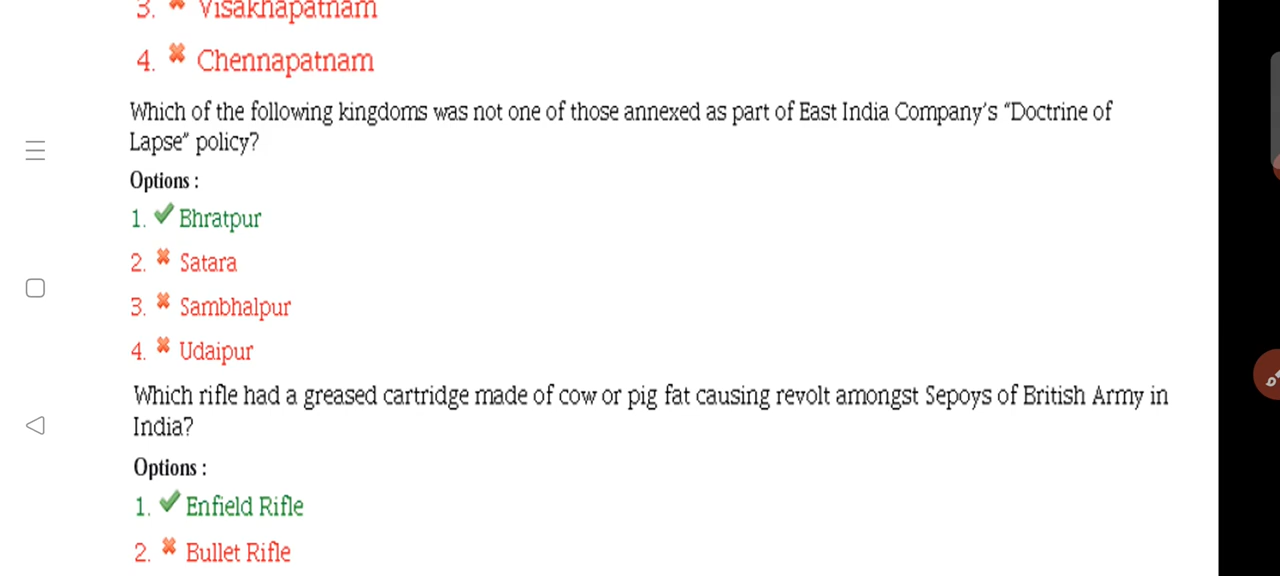 3. Visakhapatnam
4. Chennapatnam
Which of the following kingdoms was not one of those annexed as part of East India Company's "Doctrine of
Lapse" policy?
Options :
1. Bhratpur
2. Satara
3. Sambhalpur
4. Udaipur
Which rifle had a greased cartridge made of cow or pig fat causing revolt amongst Sepoys of British Army in
India?
Options :
1. Enfield Rifle
2. Bullet Rifle